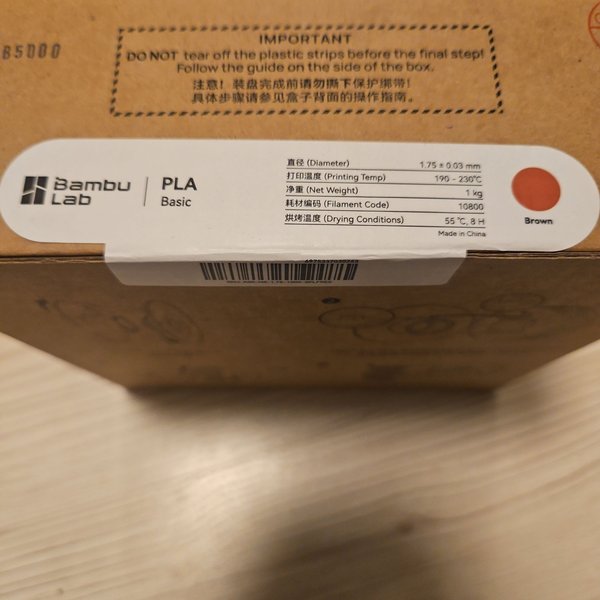 B5000
IMPORTANT
DO NOT tear off the plastic strips before the final step!
Follow the guide on the side of the box.
注意！装盘完成前请勿撕下保护绑带!
具体步骤请参见盒子背面的操作指南。
Bambu
Lab
PLA
Basic
直径 (Diameter) 1.75 ± 0.03 mm
打印温度 (Printing Temp) 190 - 230℃
净重 (Net Weight) 1 kg
耗材编码 (Filament Code) 10800
烘烤温度 (Drying Conditions) 55 ℃, 8 H
Made in China
Brown